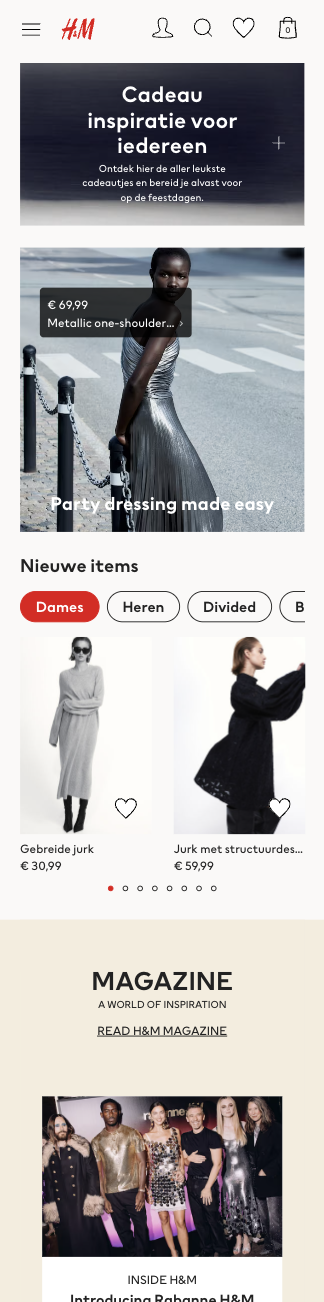 H&M
0
Cadeau
inspiratie voor
iedereen
Ontdek hier de aller leukste
cadeautjes en bereid je alvast voor
op de feestdagen.
€ 69,99
Metallic one-shoulder...
Party dressing made easy
Nieuwe items
Dames Heren Divided B
Gebreide jurk
€ 30,99
Jurk met structuurdes...
€ 59,99
MAGAZINE
A WORLD OF INSPIRATION
READ H&M MAGAZINE
INSIDE H&M
Introducing Rabanne H&M